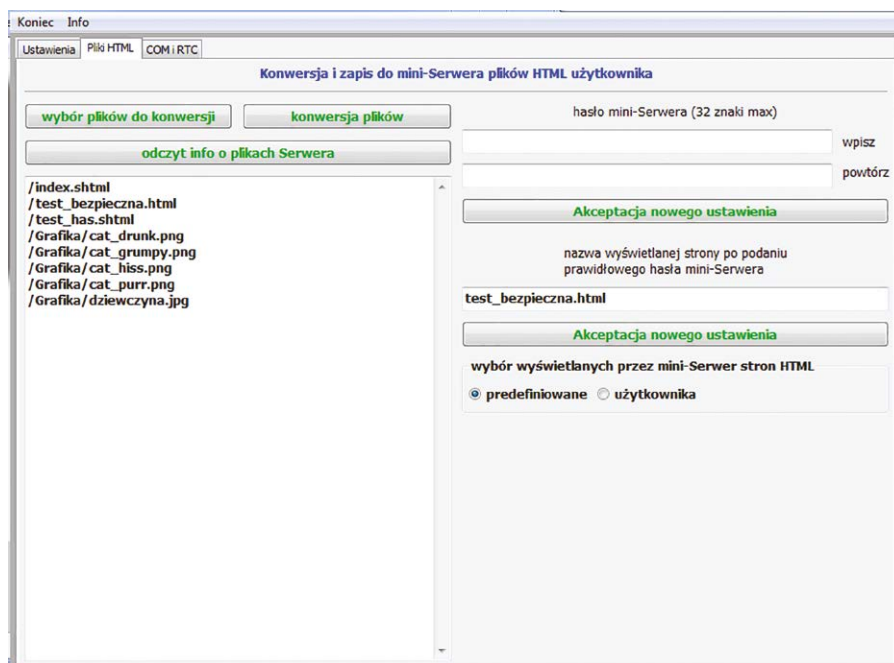 Koniec Info
Ustawienia Pliki HTML COM i RTC
Konwersja i zapis do mini-Serwera plików HTML użytkownika
wybór plików do konwersji konwersja plików
odczyt info o plikach Serwera
/index.shtml
/test_bezpieczna.html
/test_has.shtml
/Grafika/cat_drunk.png
/Grafika/cat_grumpy.png
/Grafika/cat_hiss.png
/Grafika/cat_purr.png
/Grafika/dziewczyna.jpg
hasło mini-Serwera (32 znaki max)
wpisz
powtórz
Akceptacja nowego ustawienia
nazwa wyświetlanej strony po podaniu
prawidłowego hasła mini-Serwera
test_bezpieczna.html
Akceptacja nowego ustawienia
wybór wyświetlanych przez mini-Serwer stron HTML
predefiniowane użytkownika